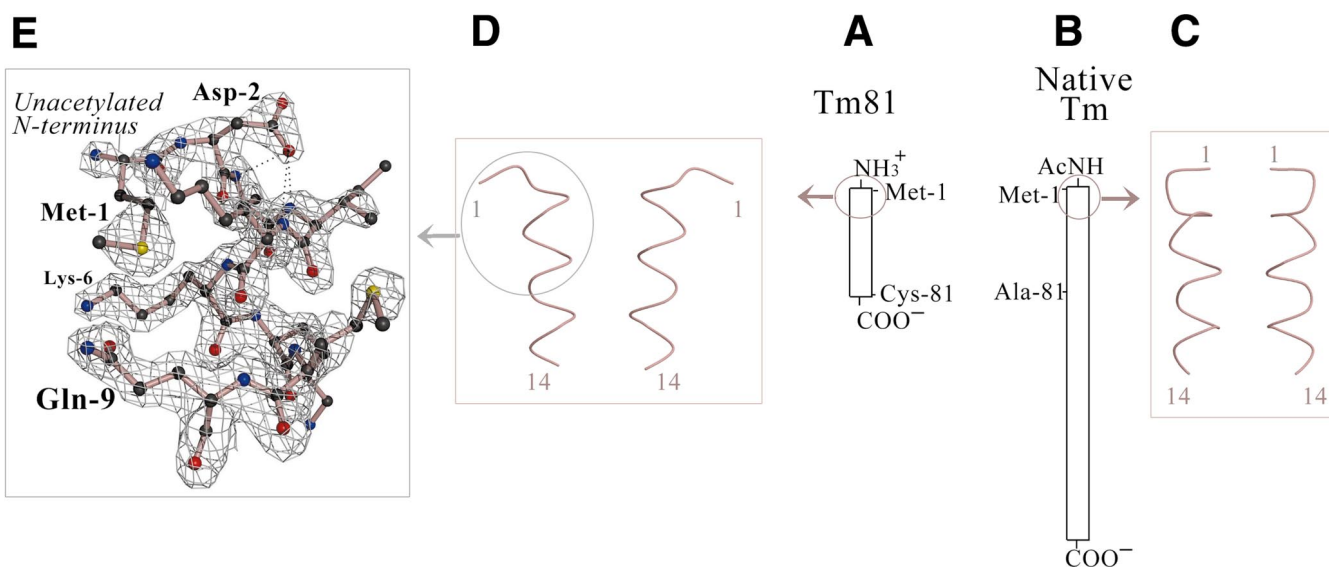 E
D
A
B
C
Unacetylated
N-terminus
Asp-2
Met-1
Lys-6
Gln-9
1
1
14
14
Tm81
NH₃⁺
Met-1
Cys-81
COO⁻
Native
Tm
AcNH
Met-1
Ala-81
COO⁻
1
1
14
14